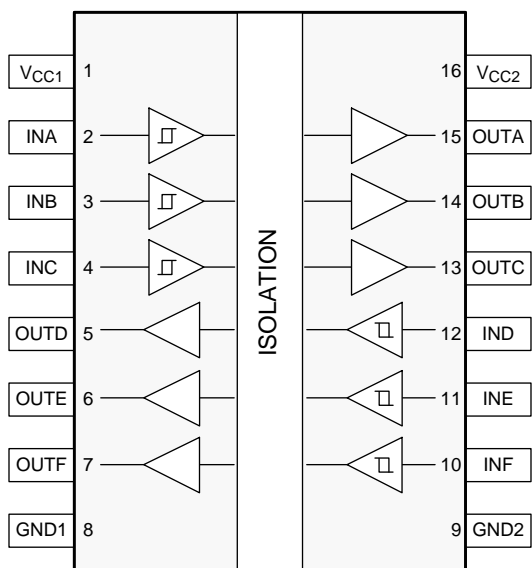 VCC1 1 16 VCC2
INA 2 15 OUTA
INB 3 14 OUTB
INC 4 13 OUTC
OUTD 5 12 IND
OUTE 6 11 INE
OUTF 7 10 INF
GND1 8 9 GND2
ISOLATION